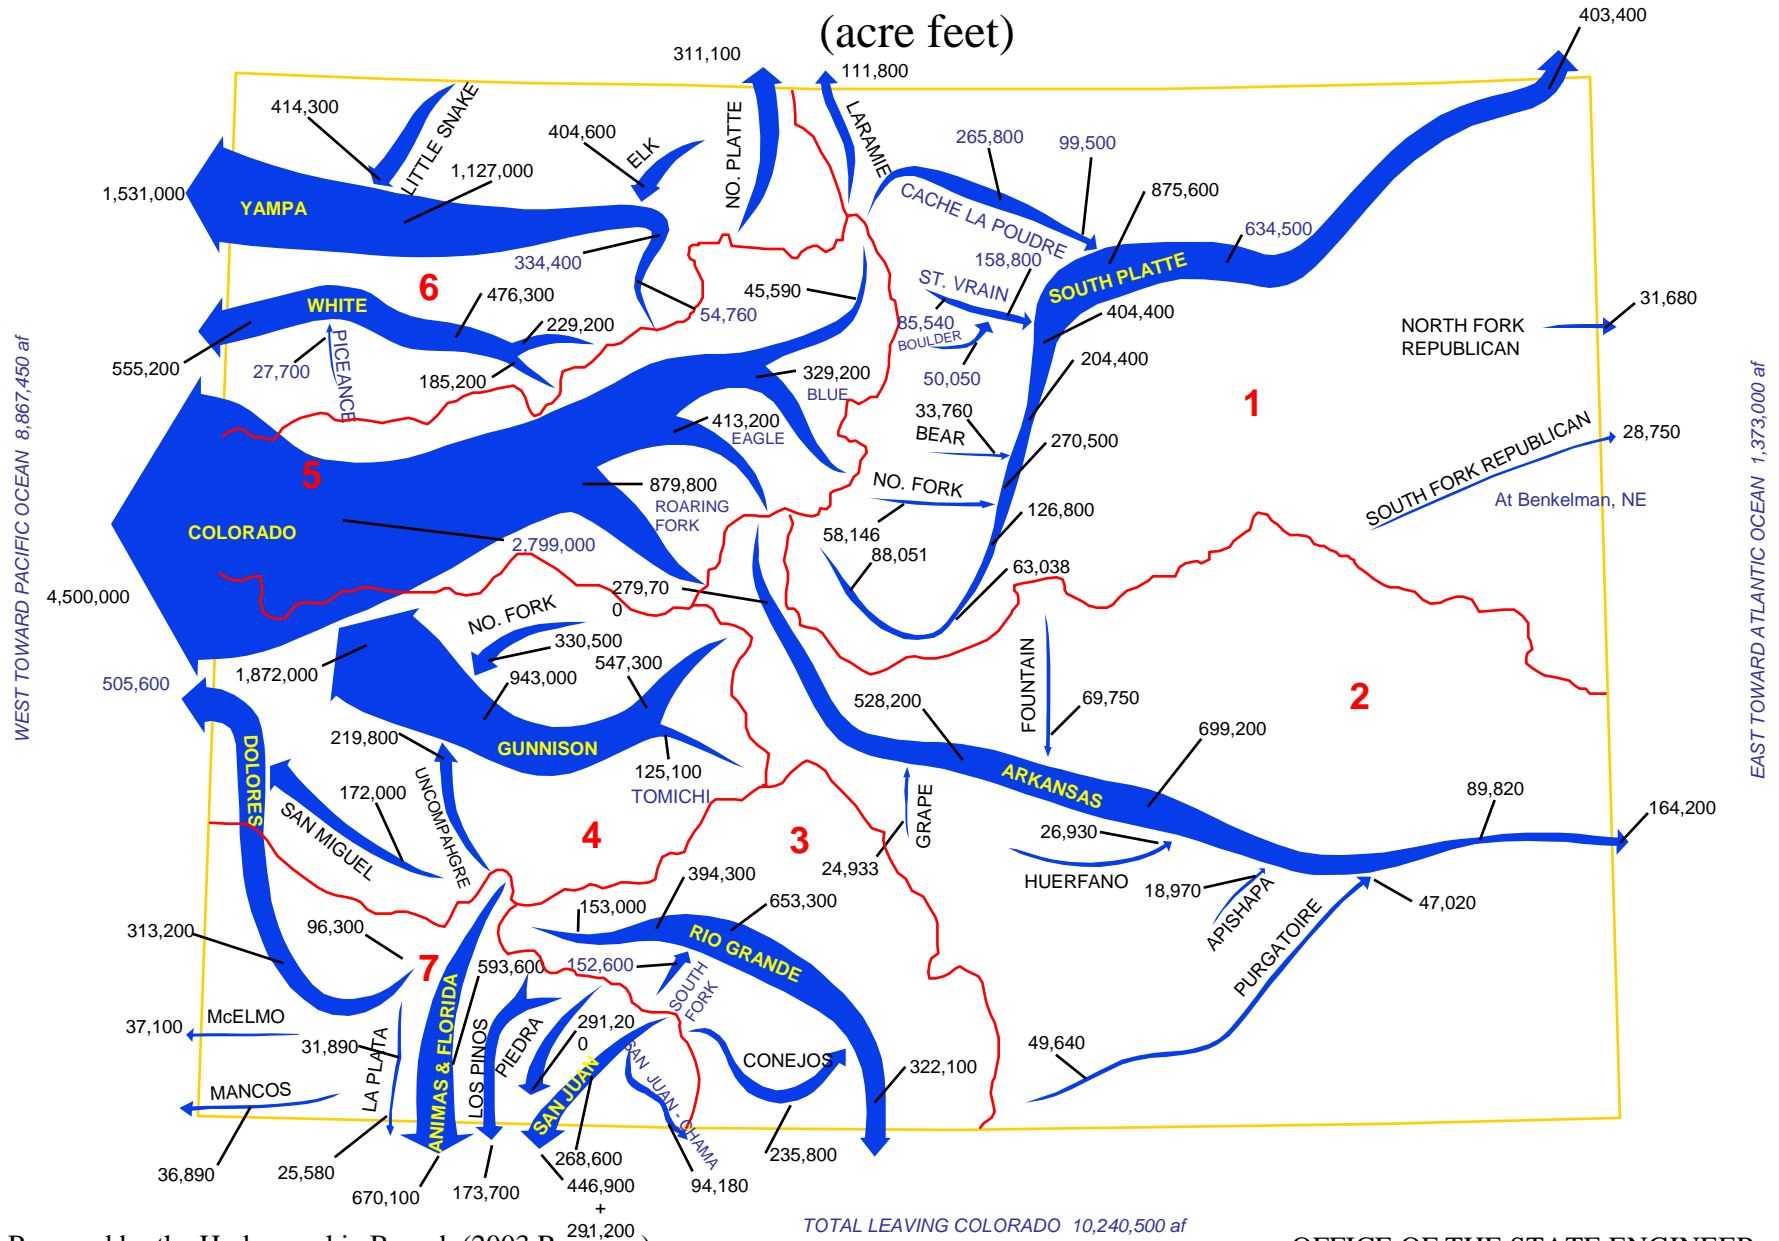 (acre feet)
403,400
311,100
111,800
414,300
LITTLE SNAKE
404,600
ELK
NO. PLATTE
LARAMIE
265,800
99,500
1,127,000
1,531,000
YAMPA
CACHE LA POUDRE
875,600
634,500
334,400
158,800
SOUTH PLATTE
6
476,300
45,590
ST. VRAIN
54,760
WHITE
229,200
85,540
BOULDER
404,400
31,680
NORTH FORK
REPUBLICAN
555,200
27,700
PICEANCE
185,200
329,200
BLUE
50,050
204,400
1
413,200
EAGLE
33,760
BEAR
270,500
28,750
SOUTH FORK REPUBLICAN
At Benkelman, NE
5
879,800
ROARING
FORK
NO. FORK
126,800
COLORADO
2,799,000
58,146
88,051
63,038
4,500,000
279,70
0
NO. FORK
330,500
547,300
1,872,000
943,000
505,600
WEST TOWARD PACIFIC OCEAN 8,867,450 af
EAST TOWARD ATLANTIC OCEAN 1,373,000 af
528,200
FOUNTAIN
69,750
2
699,200
219,800
GUNNISON
DOLORES
125,100
TOMICHI
172,000
SAN MIGUEL
UNCOMPAHGRE
ARKANSAS
GRAPE
89,820
164,200
4
3
24,933
26,930
HUERFANO
18,970
APISHAPA
47,020
PURGATOIRE
394,300
153,000
653,300
RIO GRANDE
313,200
96,300
7
593,600
152,600
SOUTH
FORK
McELMO
37,100
31,890
LA PLATA
ANIMAS & FLORIDA
LOS PINOS
PIEDRA
291,20
0
SAN JUAN
SAN JUAN - CHAMA
CONEJOS
322,100
49,640
MANCOS
36,890
25,580
670,100
173,700
268,600
446,900
+
291,200
94,180
235,800
TOTAL LEAVING COLORADO 10,240,500 af
OFFICE OF THE STATE ENGINEER